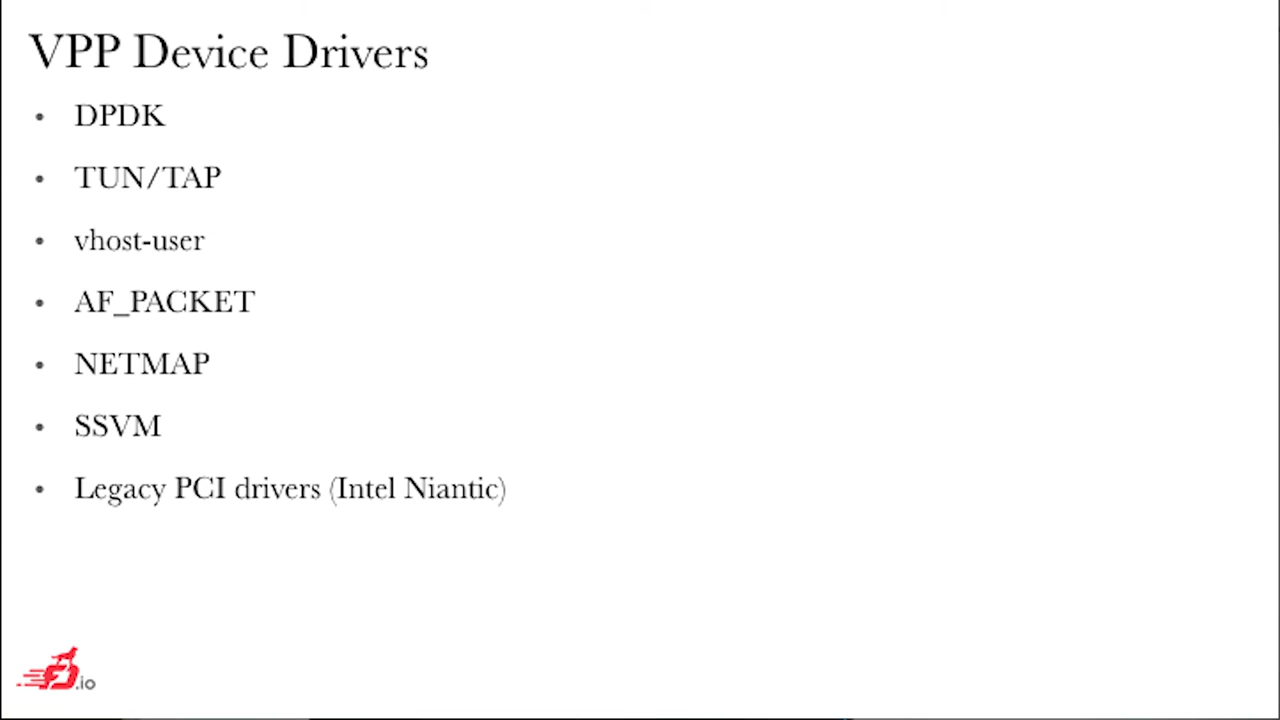 VPP Device Drivers
• DPDK
• TUN/TAP
• vhost-user
• AF_PACKET
• NETMAP
• SSVM
• Legacy PCI drivers (Intel Niantic)
.io